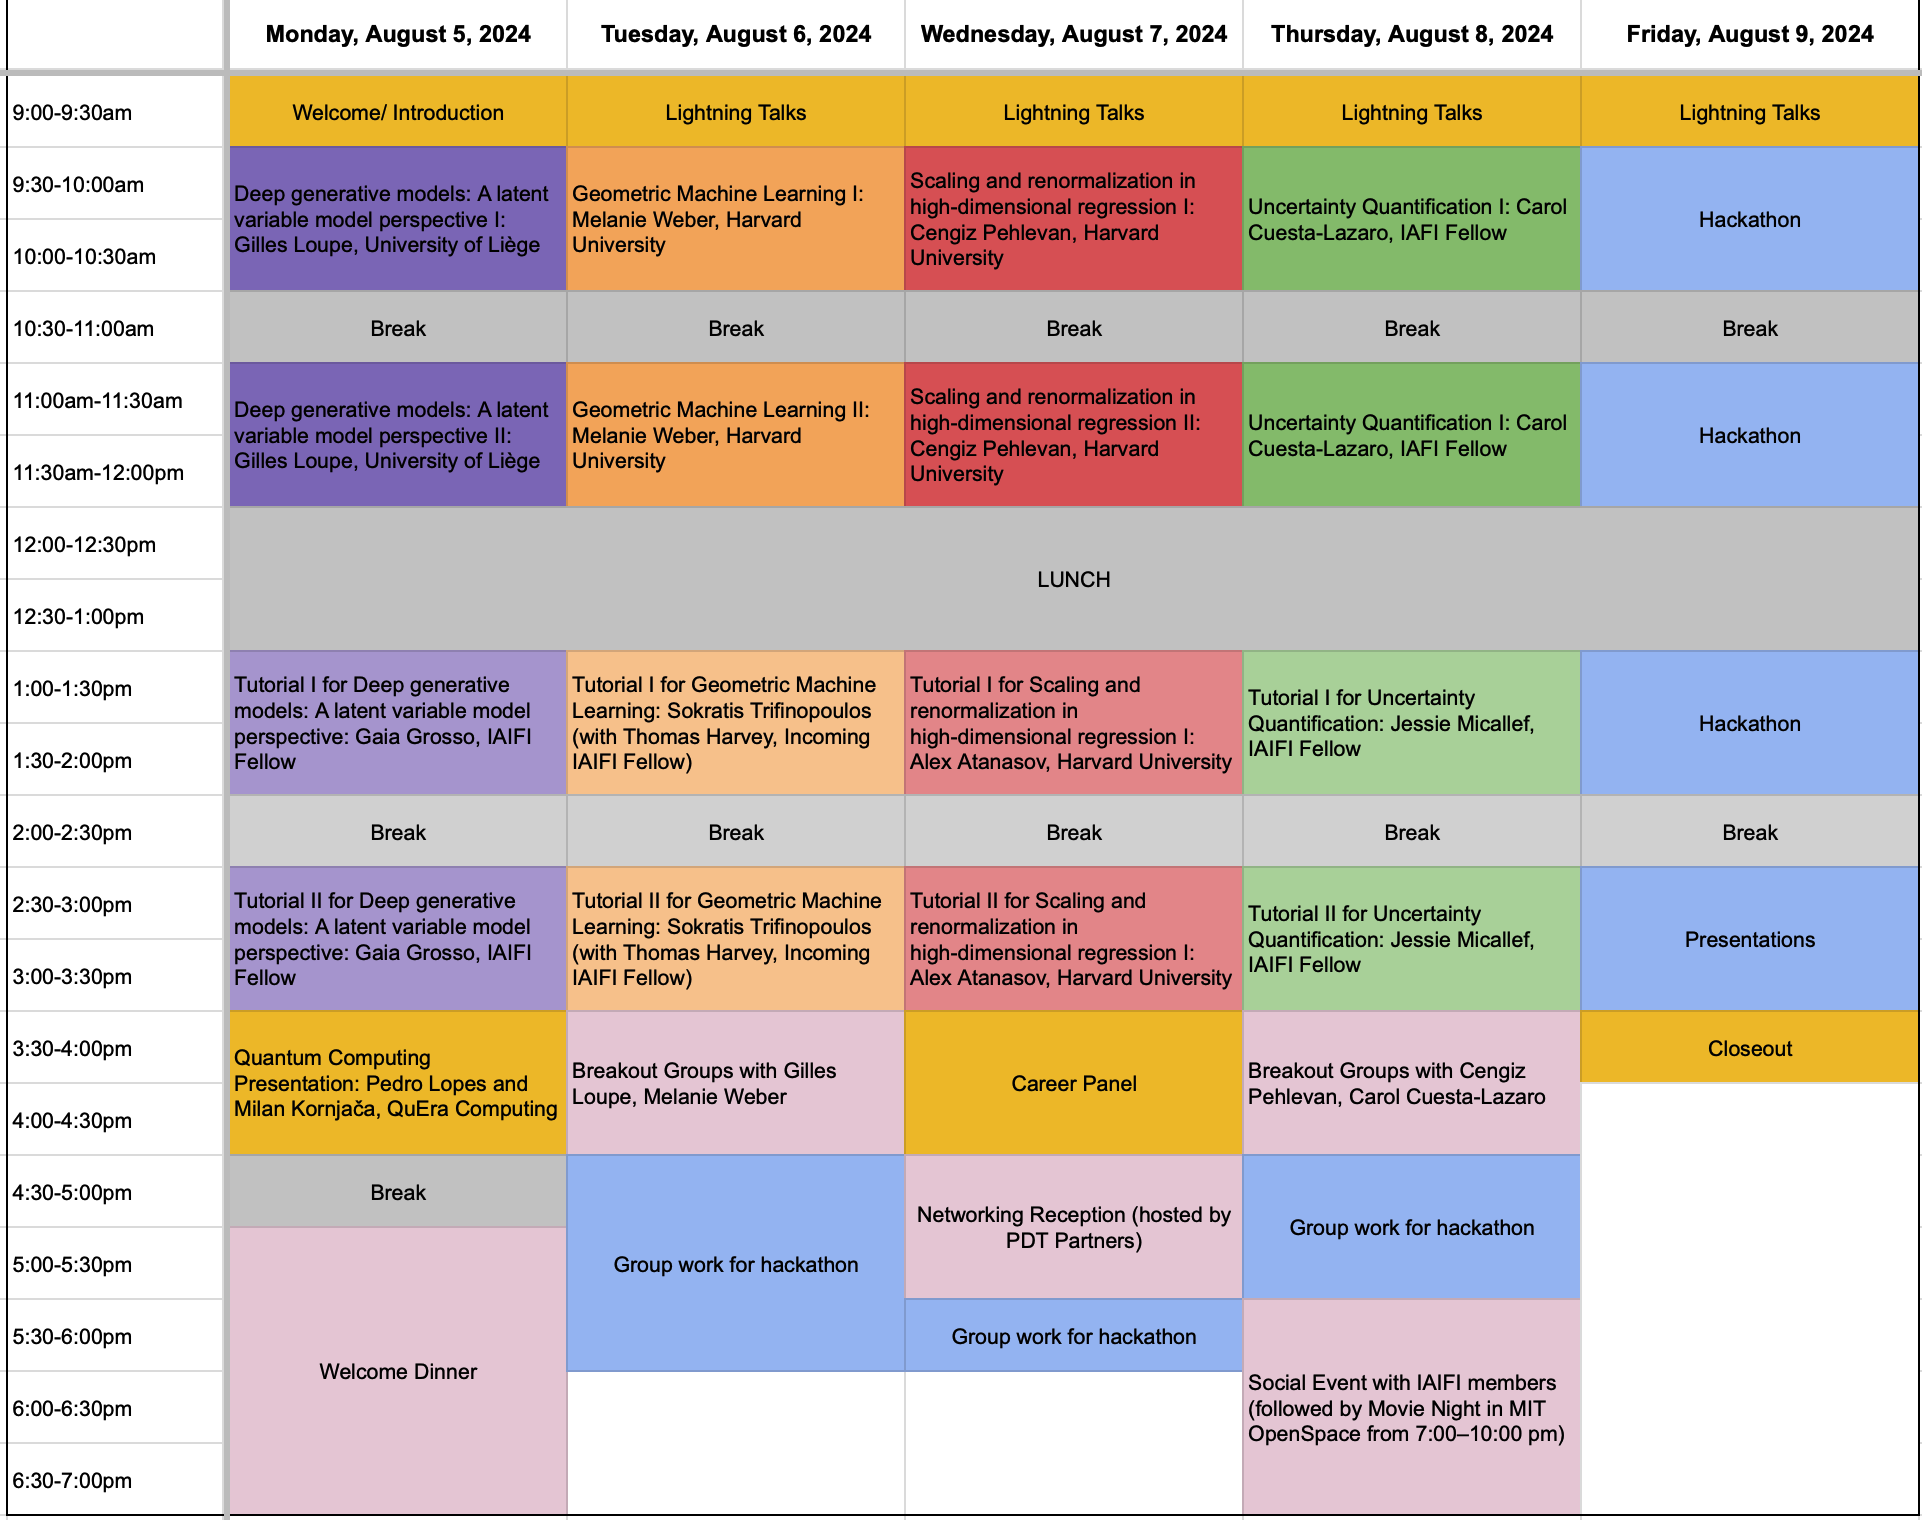 Monday, August 5, 2024
Tuesday, August 6, 2024
Wednesday, August 7, 2024
Thursday, August 8, 2024
Friday, August 9, 2024
9:00-9:30am
Welcome/ Introduction
Lightning Talks
Lightning Talks
Lightning Talks
Lightning Talks
9:30-10:00am
10:00-10:30am
Deep generative models: A latent
variable model perspective I:
Gilles Loupe, University of Liège
Geometric Machine Learning I:
Melanie Weber, Harvard
University
Scaling and renormalization in
high-dimensional regression I:
Cengiz Pehlevan, Harvard
University
Uncertainty Quantification I: Carol
Cuesta-Lazaro, IAFI Fellow
Hackathon
10:30-11:00am
Break
Break
Break
Break
Break
11:00am-11:30am
11:30am-12:00pm
Deep generative models: A latent
variable model perspective II:
Gilles Loupe, University of Liège
Geometric Machine Learning II:
Melanie Weber, Harvard
University
Scaling and renormalization in
high-dimensional regression II:
Cengiz Pehlevan, Harvard
University
Uncertainty Quantification I: Carol
Cuesta-Lazaro, IAFI Fellow
Hackathon
12:00-12:30pm
12:30-1:00pm
LUNCH
1:00-1:30pm
1:30-2:00pm
Tutorial I for Deep generative
models: A latent variable model
perspective: Gaia Grosso, IAIFI
Fellow
Tutorial I for Geometric Machine
Learning: Sokratis Trifinopoulos
(with Thomas Harvey, Incoming
IAIFI Fellow)
Tutorial I for Scaling and
renormalization in
high-dimensional regression I:
Alex Atanasov, Harvard University
Tutorial I for Uncertainty
Quantification: Jessie Micallef,
IAIFI Fellow
Hackathon
2:00-2:30pm
Break
Break
Break
Break
Break
2:30-3:00pm
3:00-3:30pm
Tutorial II for Deep generative
models: A latent variable model
perspective: Gaia Grosso, IAIFI
Fellow
Tutorial II for Geometric Machine
Learning: Sokratis Trifinopoulos
(with Thomas Harvey, Incoming
IAIFI Fellow)
Tutorial II for Scaling and
renormalization in
high-dimensional regression I:
Alex Atanasov, Harvard University
Tutorial II for Uncertainty
Quantification: Jessie Micallef,
IAIFI Fellow
Presentations
3:30-4:00pm
4:00-4:30pm
Quantum Computing
Presentation: Pedro Lopes and
Milan Kornjača, QuEra Computing
Breakout Groups with Gilles
Loupe, Melanie Weber
Career Panel
Breakout Groups with Cengiz
Pehlevan, Carol Cuesta-Lazaro
Closeout
4:30-5:00pm
Break
5:00-5:30pm
Group work for hackathon
Networking Reception (hosted by
PDT Partners)
Group work for hackathon
5:30-6:00pm
Group work for hackathon
6:00-6:30pm
6:30-7:00pm
Welcome Dinner
Social Event with IAIFI members
(followed by Movie Night in MIT
OpenSpace from 7:00–10:00 pm)